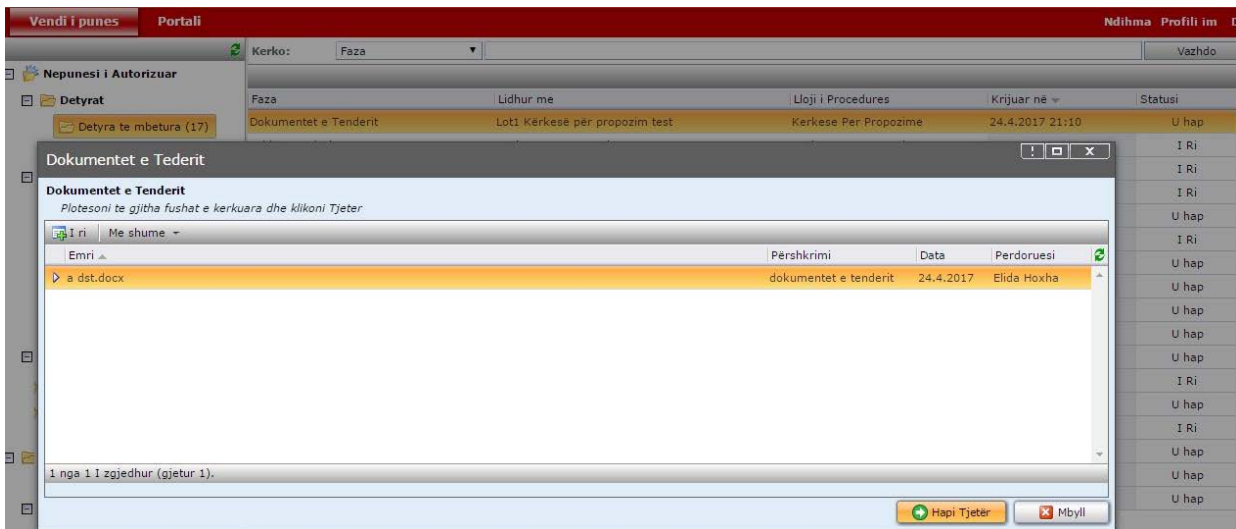 Vendi i punes Portali Ndihma Profili im
Kerko: Faza Vazhdo
Nepunesi i Autorizuar
Detyrat Faza Lidhur me Lloji i Procedures Krijuar në Statusi
Detyra te mbetura (17) Dokumentet e Tenderit Lot1 Kërkesë për propozim test Kerkese Per Propozime 24.4.2017 21:10 U hap
I Ri
Dokumentet e Tederit
I Ri
Dokumentet e Tenderit I Ri
Plotesoni te gjitha fushat e kerkuara dhe klikoni Tjeter
U hap
I ri Me shume I Ri
Emri Përshkrimi Data Perdoruesi U hap
a dst.docx dokumentet e tenderit 24.4.2017 Elida Hoxha U hap
U hap
U hap
U hap
I Ri
U hap
I Ri
U hap
1 nga 1 I zgjedhur (gjetur 1). U hap
U hap
Hapi Tjetër Mbyll